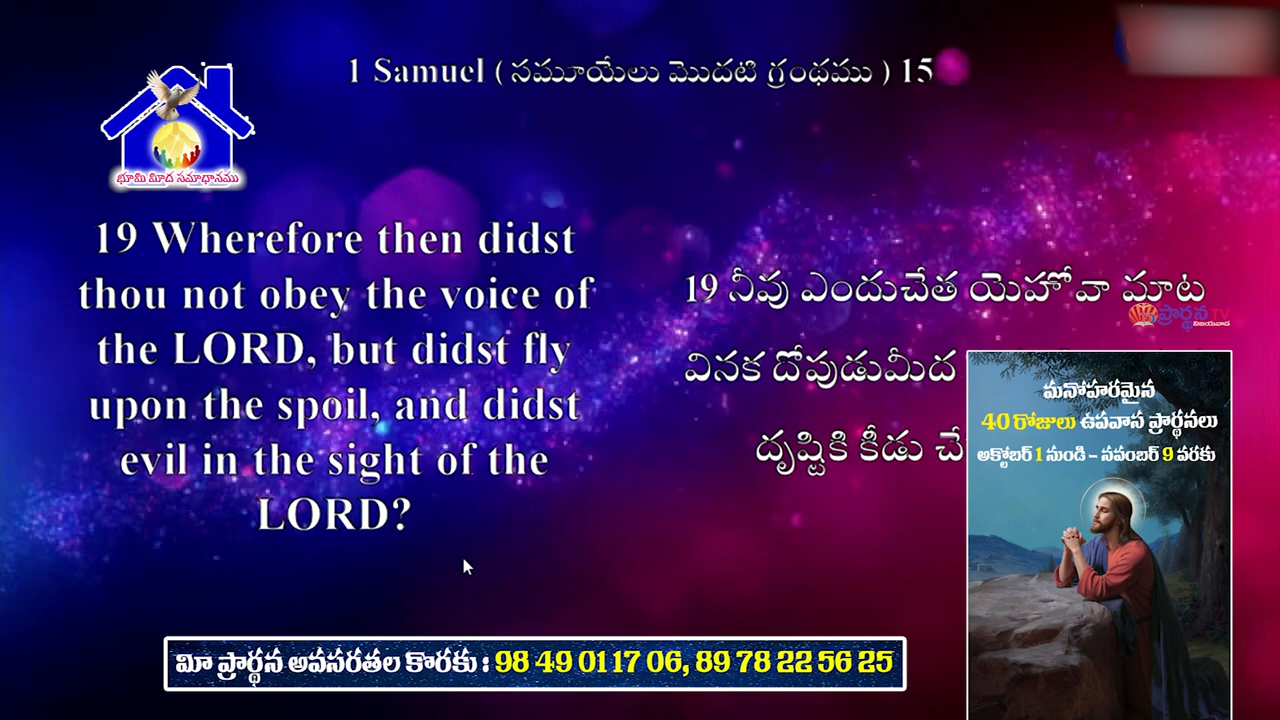 1 Samuel ( సమూయేలు మొదటి గ్రంథము ) 15
భూమి మీద సమాధానము
19 Wherefore then didst
thou not obey the voice of
the LORD, but didst fly
upon the spoil, and didst
evil in the sight of the
LORD?
19 నీవు ఎందుచేత యెహోవా మాట
వినక దోపుడుమీద
దృష్టికి కీడు చే
ప్రార్థన TV
విజయవాడ
మనోహరమైన
40 రోజులు ఉపవాస ప్రార్థనలు
అక్టోబర్ 1 నుండి – నవంబర్ 9 వరకు
మీ ప్రార్థన అవసరతల కొరకు : 98 49 01 17 06, 89 78 22 56 25